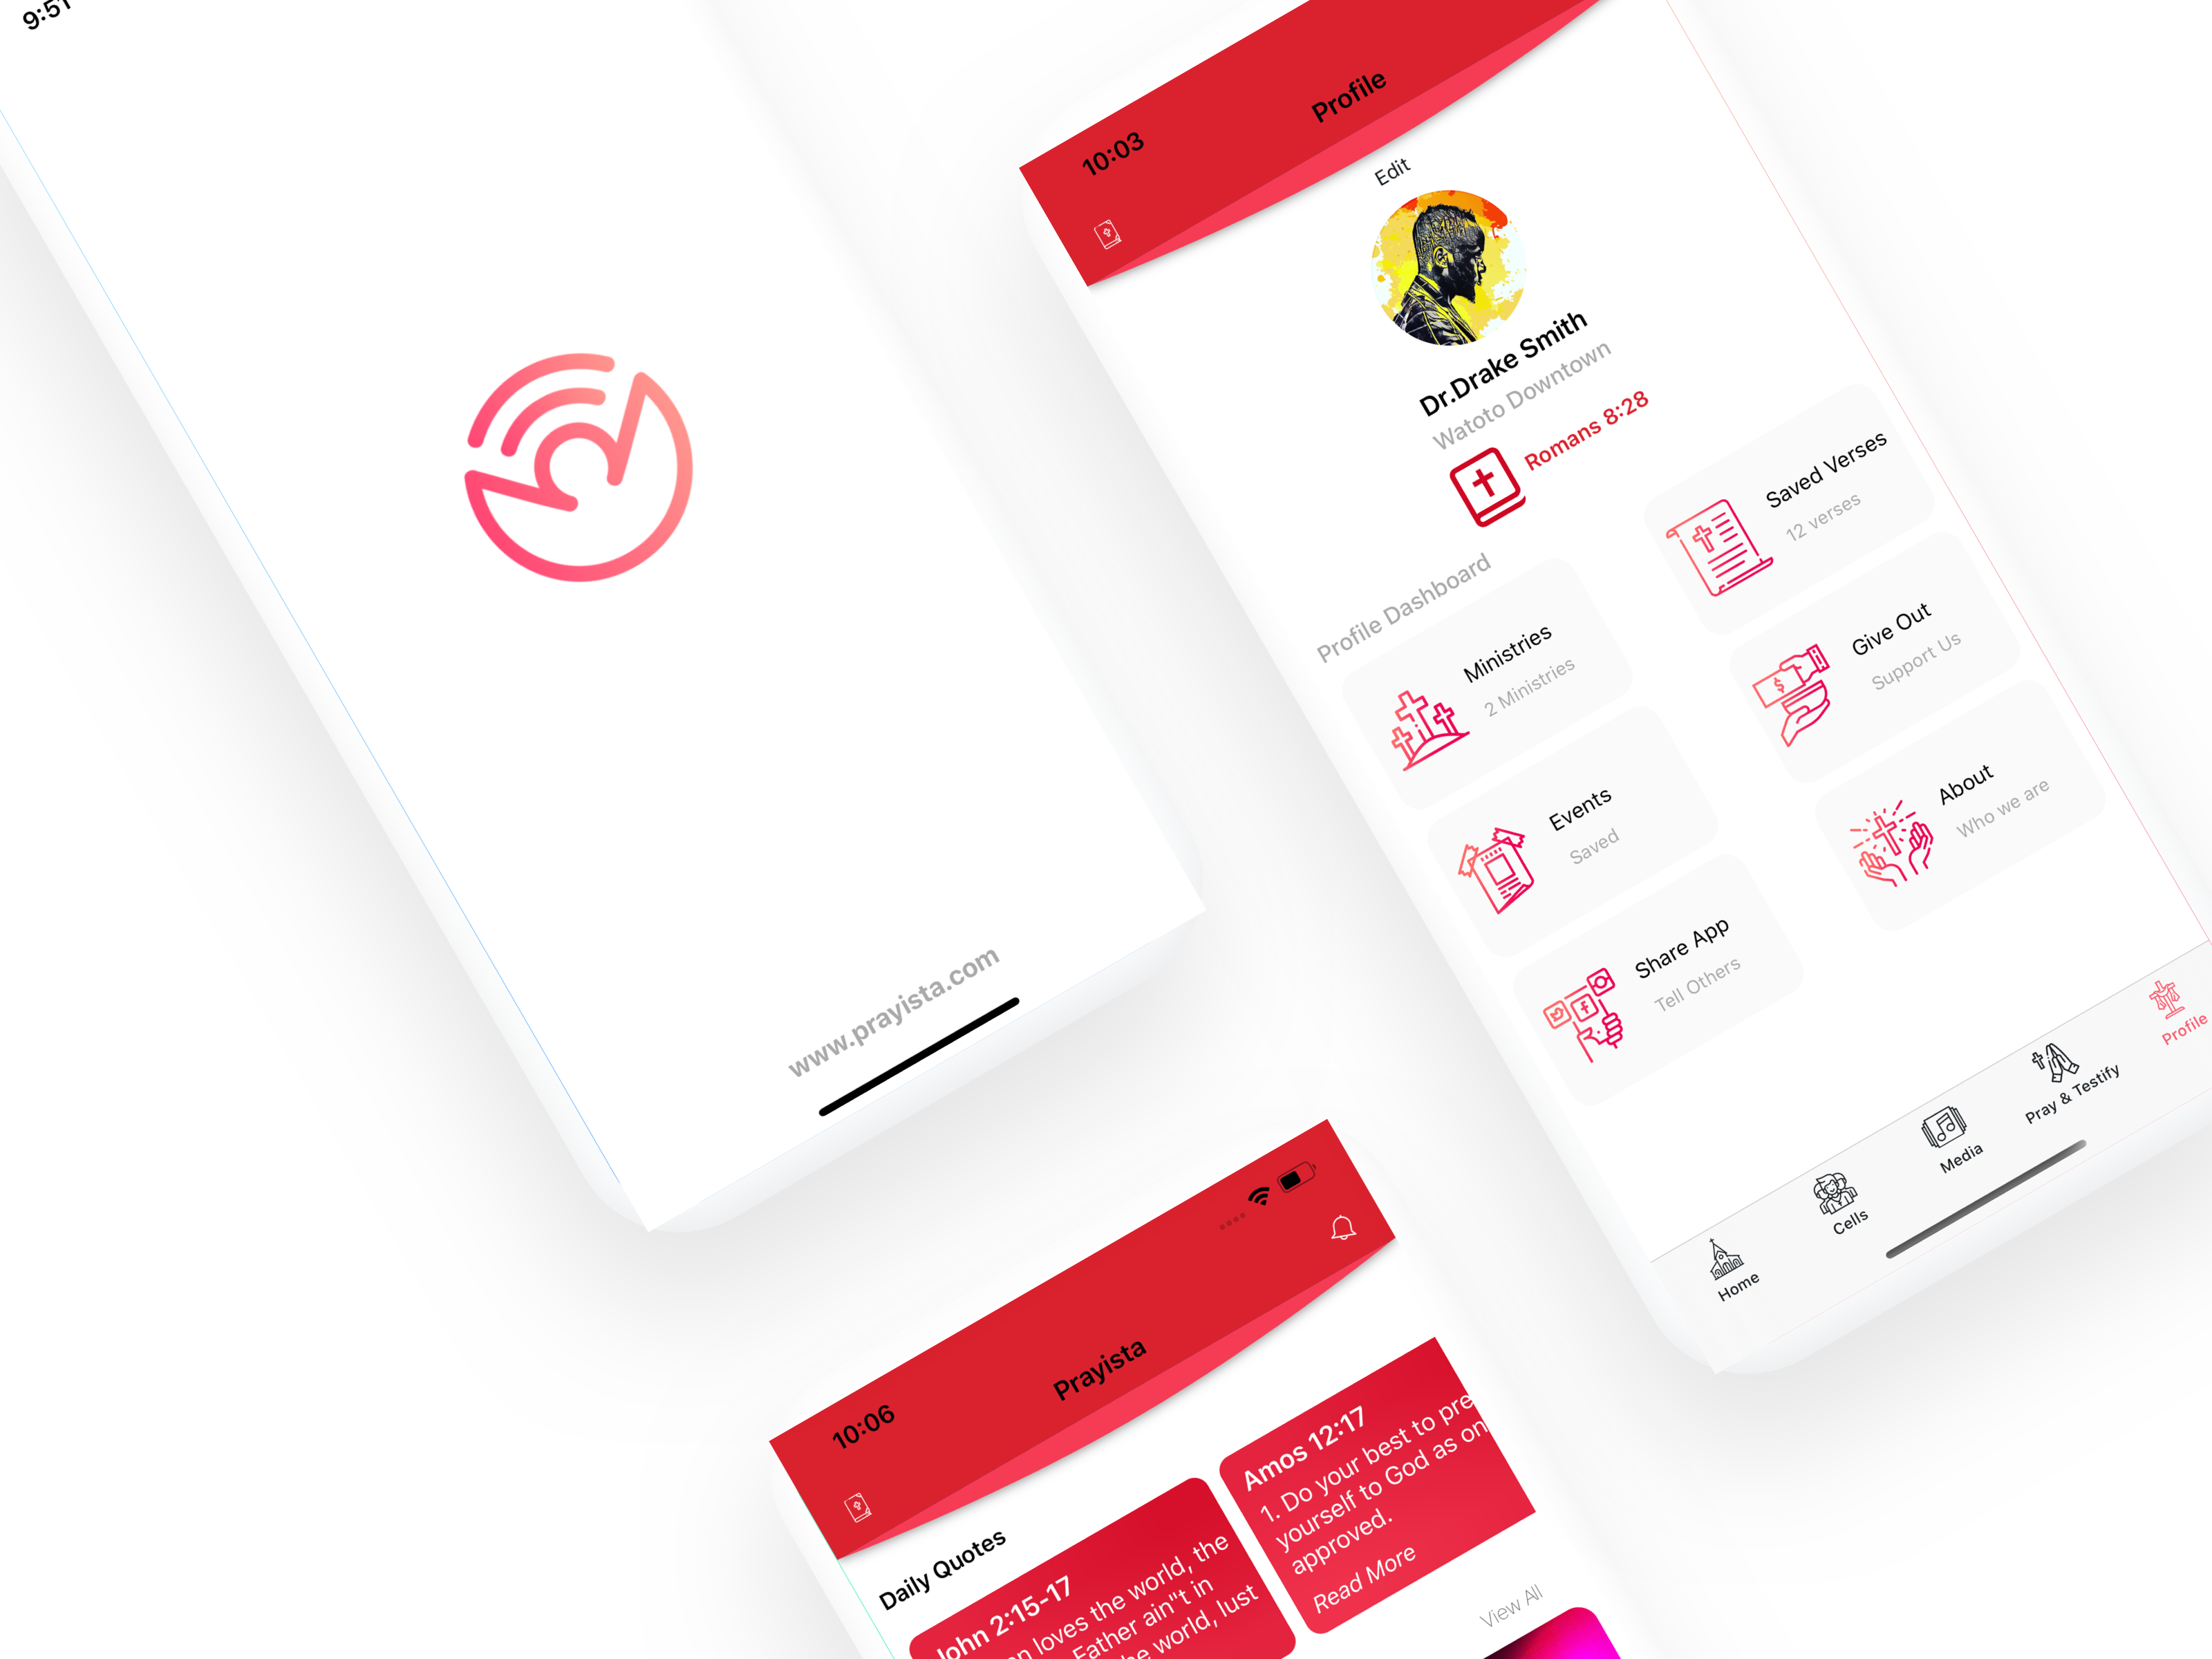 9:51
www.prayista.com
10:03
Profile
Edit
Dr.Drake Smith
Watoto Downtown
Romans 8:28
Profile Dashboard
Ministries
2 Ministries
Saved Verses
12 verses
Events
Saved
Give Out
Support Us
Share App
Tell Others
About
Who we are
Home
Cells
Media
Pray & Testify
Profile
10:06
Prayista
Daily Quotes
John 2:15-17
loves the world, the
Father ain"t in
the world, lust
Amos 12:17
1. Do your best to pre
yourself to God as on
approved.
Read More
View All